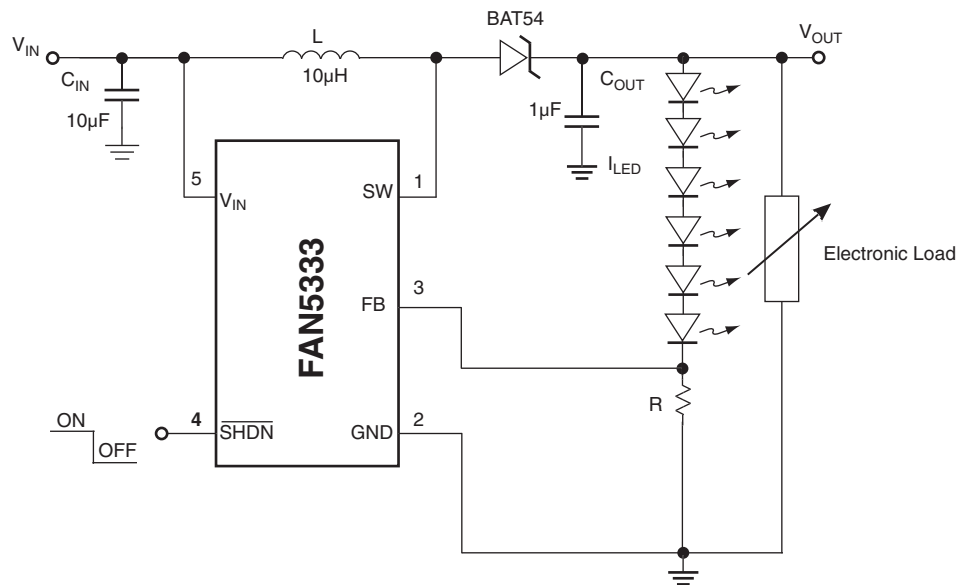 BAT54
V_IN
L
V_OUT
C_IN
10µH
C_OUT
10µF
1µF
I_LED
5
1
V_IN
SW
FAN5333
Electronic Load
3
FB
R
ON
4
2
SHDN
GND
OFF